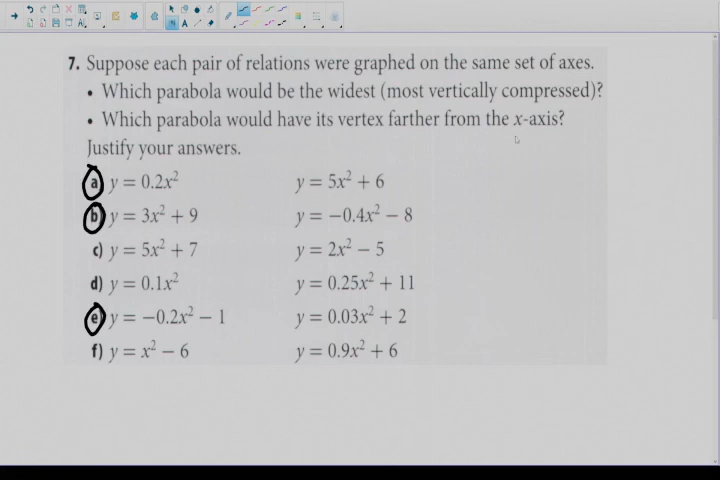 7. Suppose each pair of relations were graphed on the same set of axes.
• Which parabola would be the widest (most vertically compressed)?
• Which parabola would have its vertex farther from the x-axis?
Justify your answers.
a) y = 0.2x² y = 5x² + 6
b) y = 3x² + 9 y = −0.4x² − 8
c) y = 5x² + 7 y = 2x² − 5
d) y = 0.1x² y = 0.25x² + 11
e) y = −0.2x² − 1 y = 0.03x² + 2
f) y = x² − 6 y = 0.9x² + 6